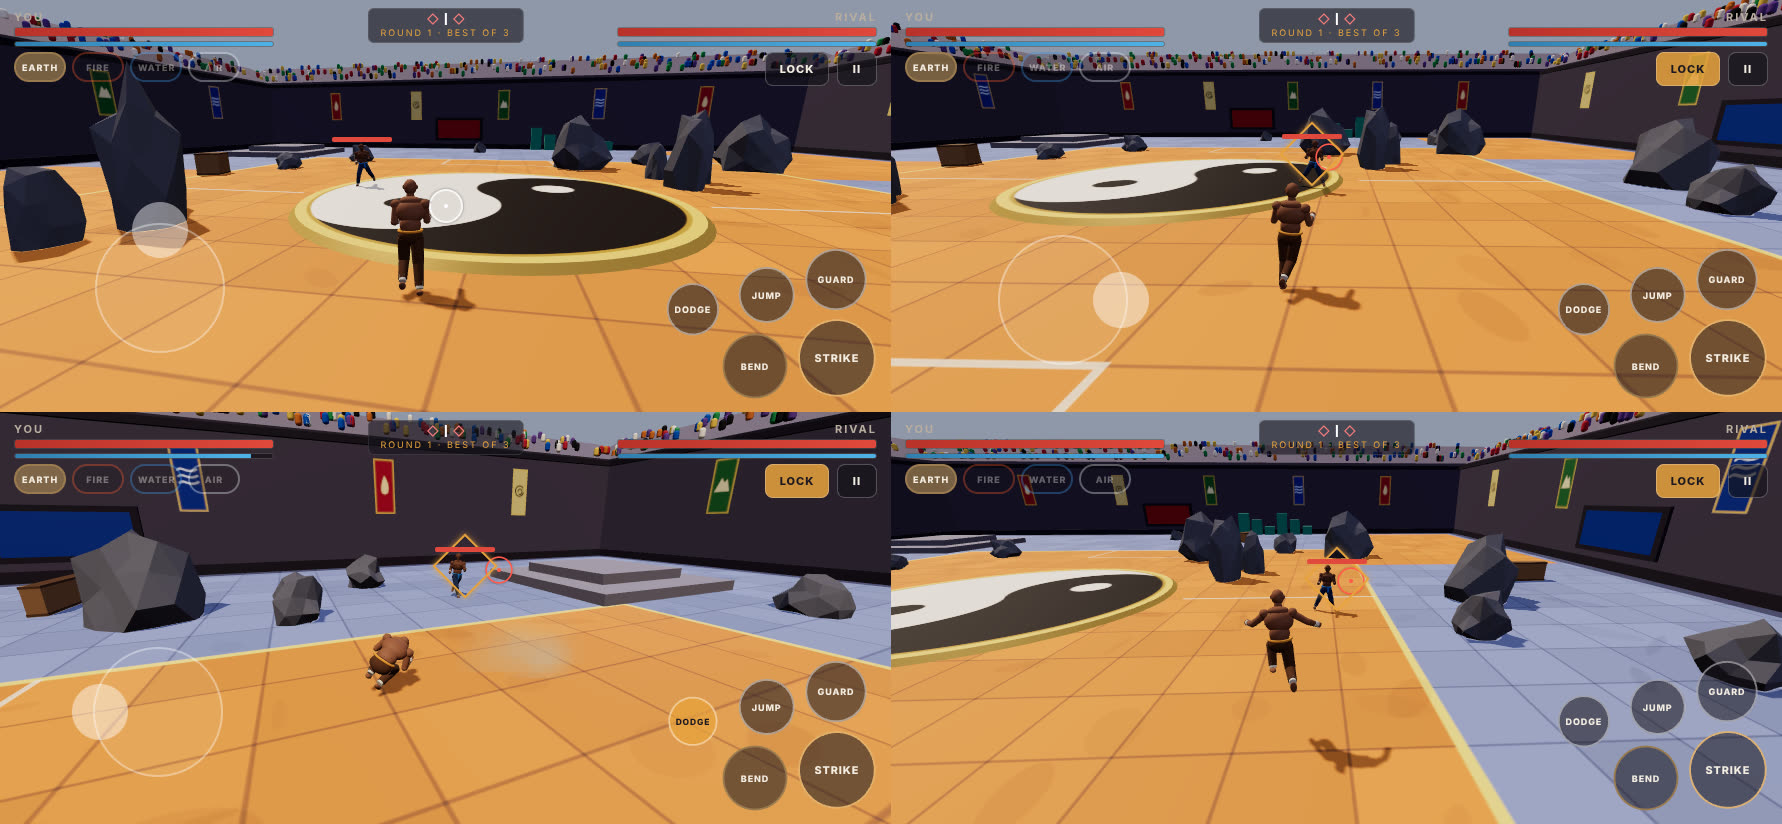 YOU
RIVAL
ROUND 1 · BEST OF 3
EARTH
FIRE
WATER
AIR
LOCK
GUARD
JUMP
DODGE
STRIKE
BEND
YOU
RIVAL
ROUND 1 · BEST OF 3
EARTH
FIRE
WATER
AIR
LOCK
GUARD
JUMP
DODGE
STRIKE
BEND
YOU
RIVAL
ROUND 1 · BEST OF 3
EARTH
FIRE
WATER
AIR
LOCK
GUARD
JUMP
DODGE
STRIKE
BEND
YOU
RIVAL
ROUND 1 · BEST OF 3
EARTH
FIRE
WATER
AIR
LOCK
GUARD
JUMP
DODGE
STRIKE
BEND